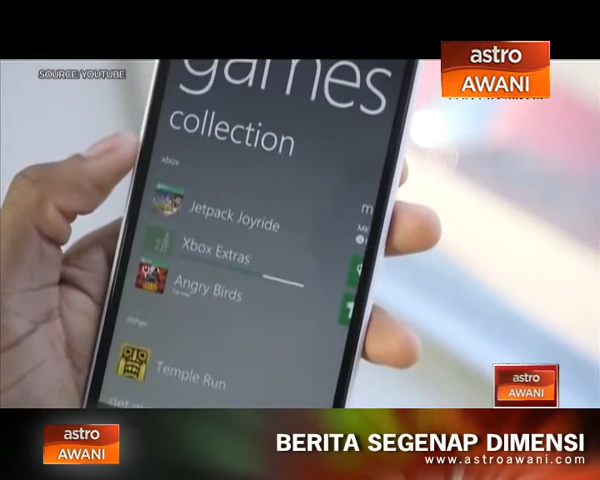 astro
AWANI
SOURCE:YOUTUBE
games
collection
xbox
Jetpack Joyride
Xbox Extras
Angry Birds
other
Temple Run
astro
AWANI
astro
AWANI
BERITA SEGENAP DIMENSI
www.astroawani.com